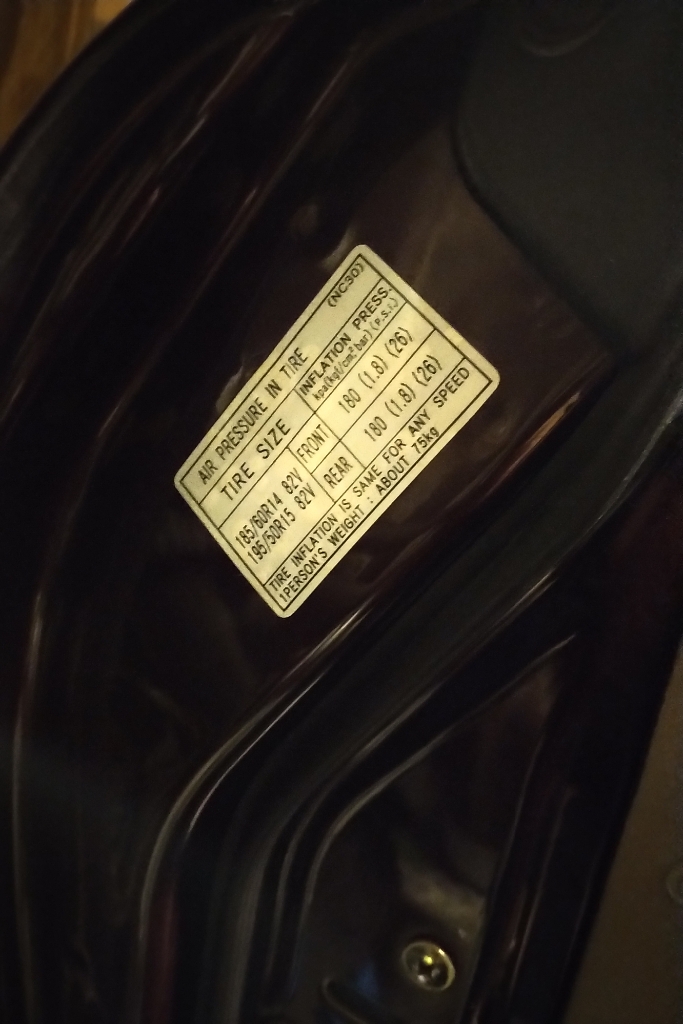 AIR PRESSURE IN TIRE (NC30)
TIRE SIZE INFLATION PRESS.
kpa(kgf/cm² bar) (P.S.I.)
185/60R14 82V FRONT 180 (1.8) (26)
195/50R15 82V REAR 180 (1.8) (26)
TIRE INFLATION IS SAME FOR ANY SPEED
1PERSON'S WEIGHT : ABOUT 75kg